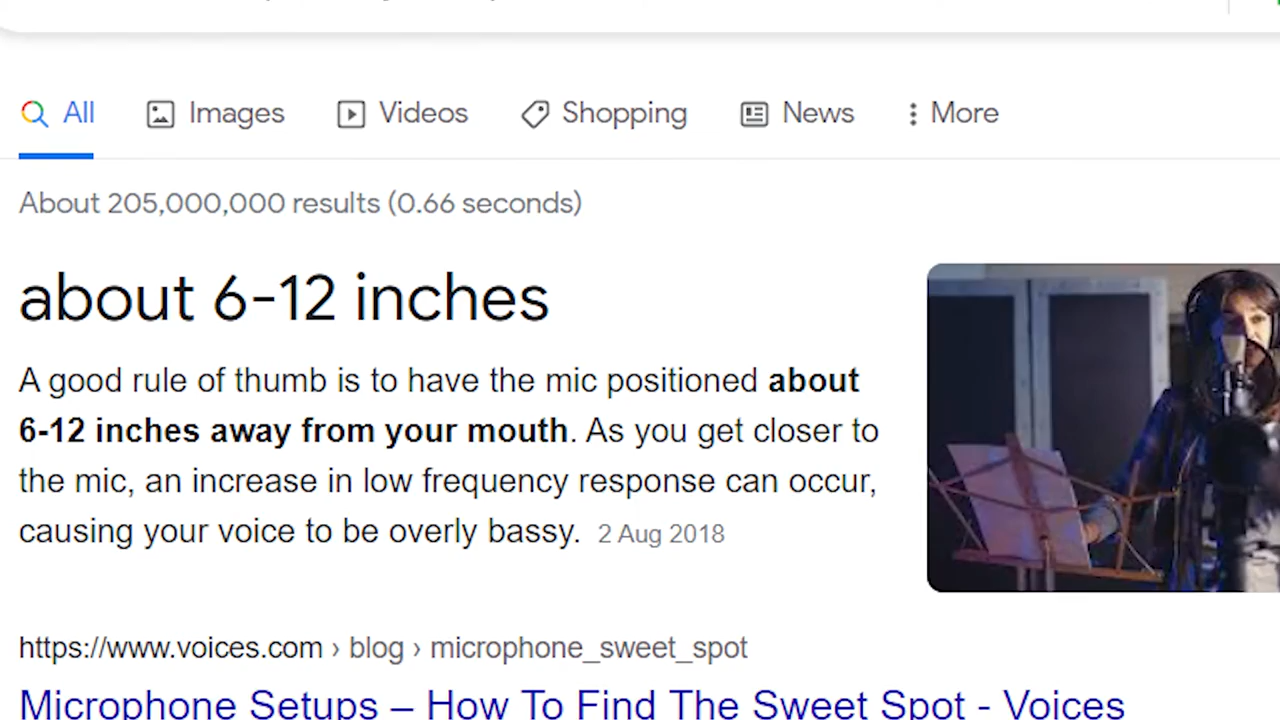 All Images Videos Shopping News More
About 205,000,000 results (0.66 seconds)
about 6-12 inches
A good rule of thumb is to have the mic positioned about
6-12 inches away from your mouth. As you get closer to
the mic, an increase in low frequency response can occur,
causing your voice to be overly bassy. 2 Aug 2018
https://www.voices.com › blog › microphone_sweet_spot
Microphone Setups – How To Find The Sweet Spot - Voices